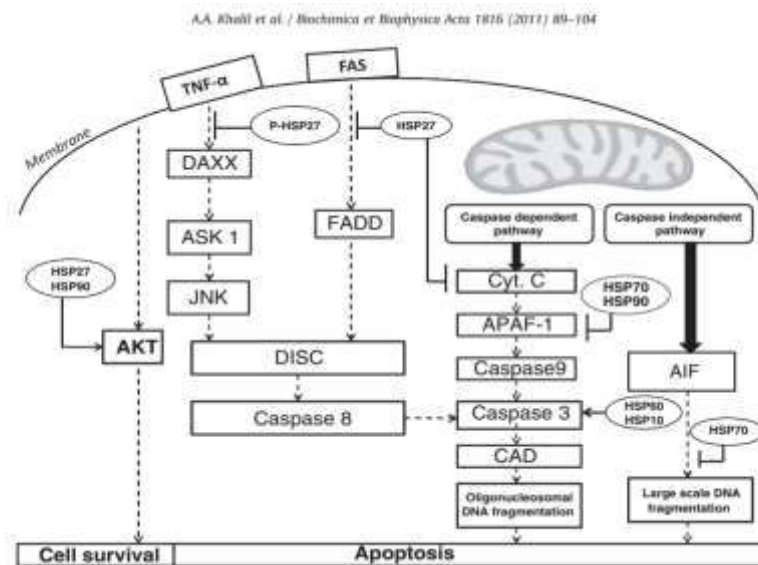 A.A. Khalil et al. / Biochimica et Biophysica Acta 1816 (2011) 89–104
TNF-α
FAS
Membrane
P-HSP27
HSP27
DAXX
ASK 1
FADD
Caspase dependent
pathway
Caspase independent
pathway
HSP27
HSP90
JNK
Cyt. C
HSP70
HSP90
AKT
DISC
APAF-1
Caspase9
AIF
Caspase 8
Caspase 3
HSP60
HSP10
HSP70
CAD
Oligonucleosomal
DNA fragmentation
Large scale DNA
fragmentation
Cell survival
Apoptosis